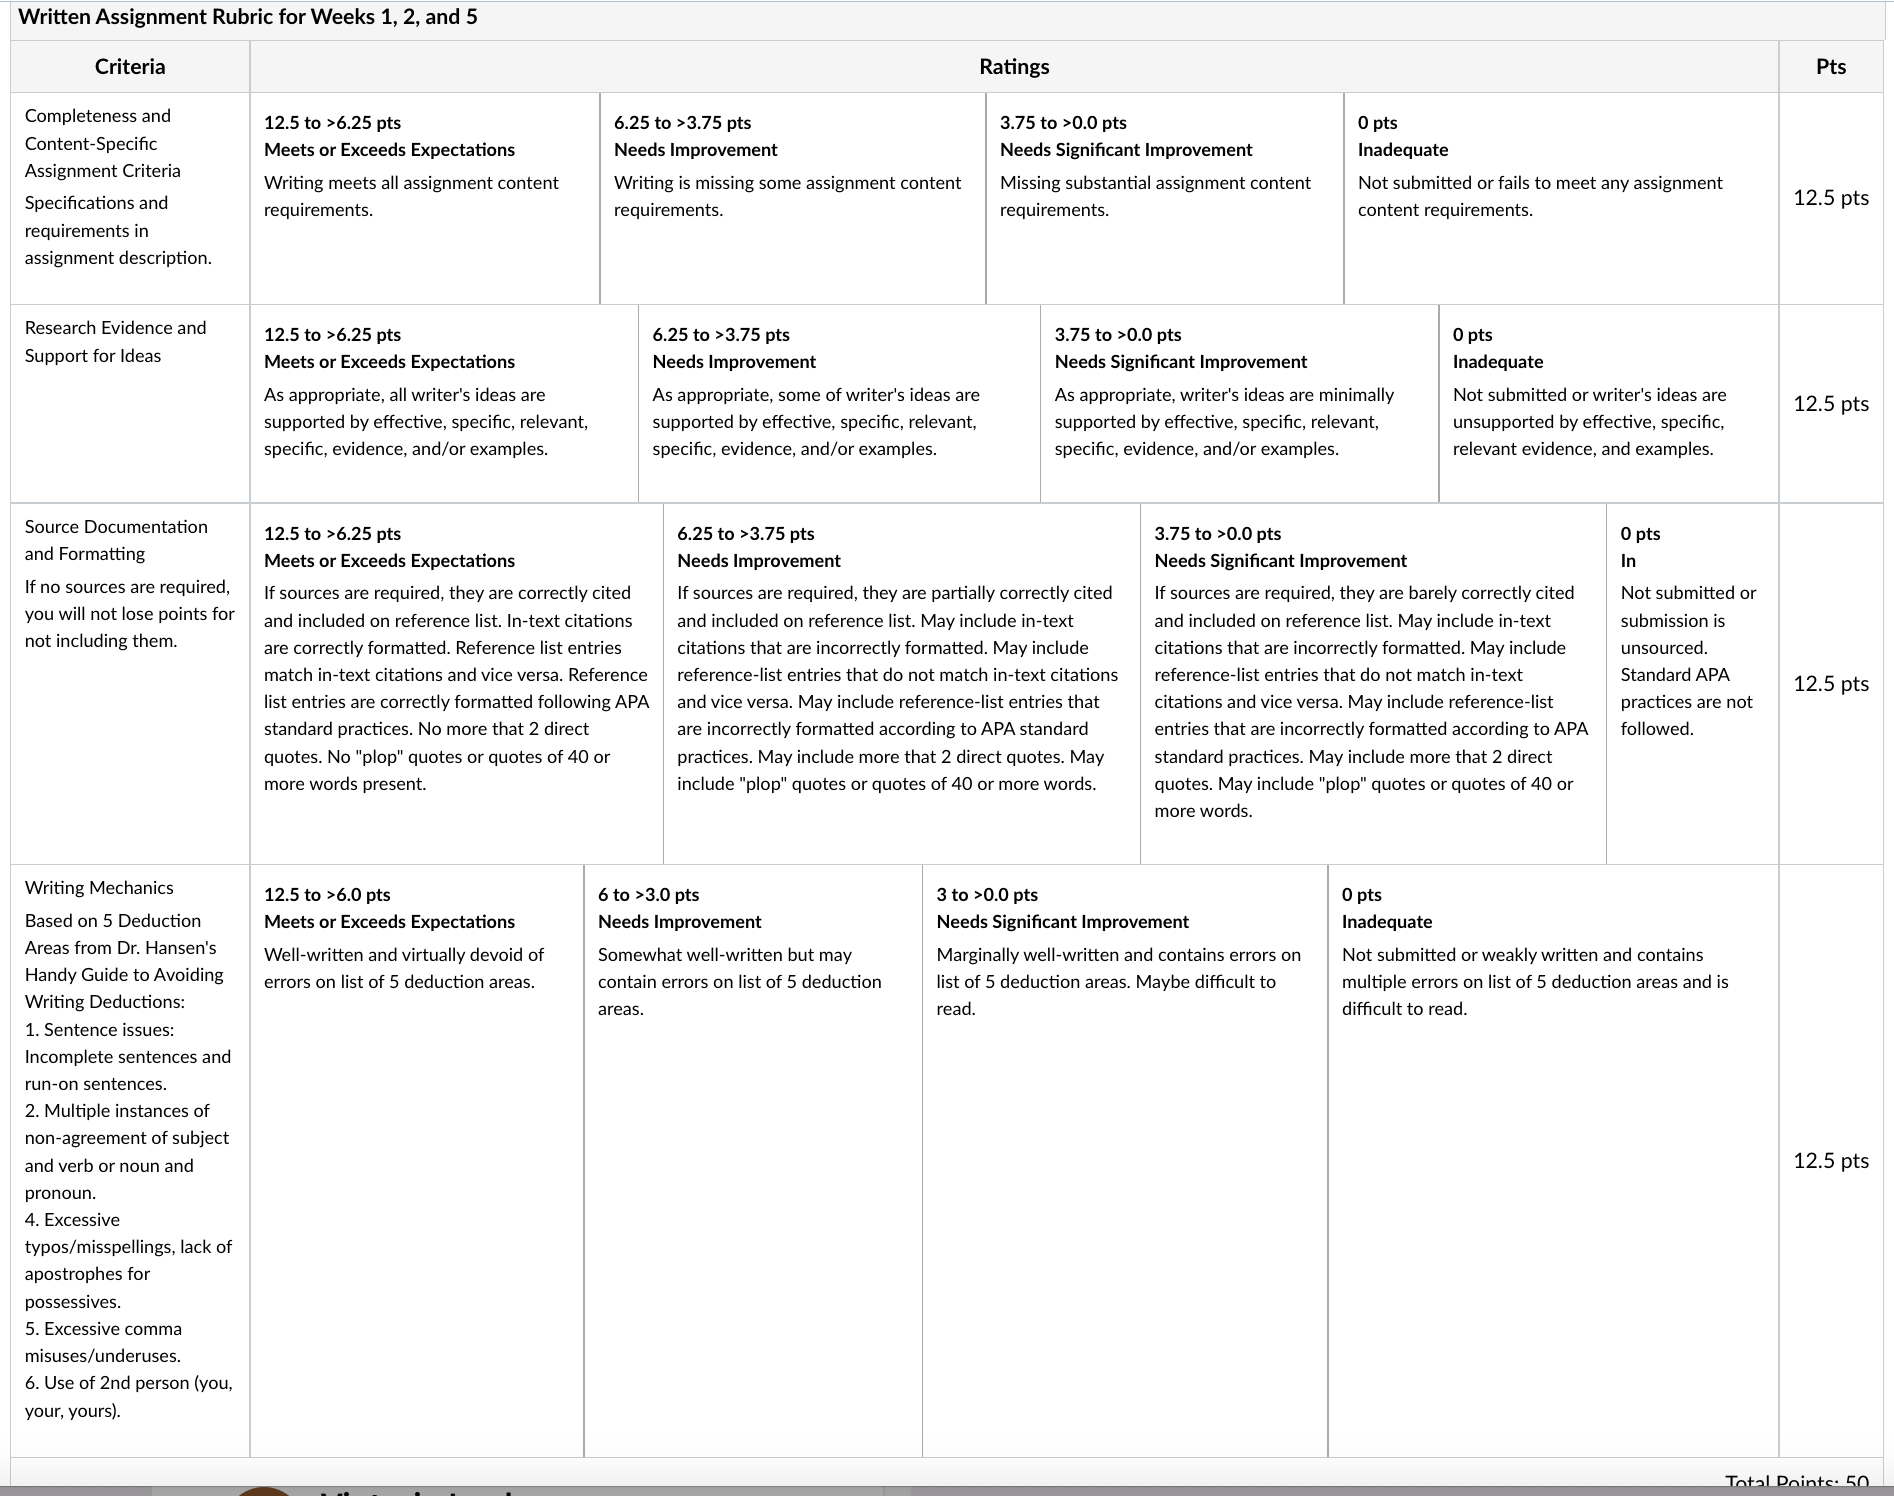 Written Assignment Rubric for Weeks 1, 2, and 5
Criteria
Ratings
Pts
Completeness and
Content-Specific
Assignment Criteria
Specifications and
requirements in
assignment description.
12.5 to >6.25 pts
Meets or Exceeds Expectations
Writing meets all assignment content
requirements.
6.25 to >3.75 pts
Needs Improvement
Writing is missing some assignment content
requirements.
3.75 to >0.0 pts
Needs Significant Improvement
Missing substantial assignment content
requirements.
0 pts
Inadequate
Not submitted or fails to meet any assignment
content requirements.
12.5 pts
Research Evidence and
Support for Ideas
12.5 to >6.25 pts
Meets or Exceeds Expectations
As appropriate, all writer's ideas are
supported by effective, specific, relevant,
specific, evidence, and/or examples.
6.25 to >3.75 pts
Needs Improvement
As appropriate, some of writer's ideas are
supported by effective, specific, relevant,
specific, evidence, and/or examples.
3.75 to >0.0 pts
Needs Significant Improvement
As appropriate, writer's ideas are minimally
supported by effective, specific, relevant,
specific, evidence, and/or examples.
0 pts
Inadequate
Not submitted or writer's ideas are
unsupported by effective, specific,
relevant evidence, and examples.
12.5 pts
Source Documentation
and Formatting
If no sources are required,
you will not lose points for
not including them.
12.5 to >6.25 pts
Meets or Exceeds Expectations
If sources are required, they are correctly cited
and included on reference list. In-text citations
are correctly formatted. Reference list entries
match in-text citations and vice versa. Reference
list entries are correctly formatted following APA
standard practices. No more that 2 direct
quotes. No "plop" quotes or quotes of 40 or
more words present.
6.25 to >3.75 pts
Needs Improvement
If sources are required, they are partially correctly cited
and included on reference list. May include in-text
citations that are incorrectly formatted. May include
reference-list entries that do not match in-text citations
and vice versa. May include reference-list entries that
are incorrectly formatted according to APA standard
practices. May include more that 2 direct quotes. May
include "plop" quotes or quotes of 40 or more words.
3.75 to >0.0 pts
Needs Significant Improvement
If sources are required, they are barely correctly cited
and included on reference list. May include in-text
citations that are incorrectly formatted. May include
reference-list entries that do not match in-text
citations and vice versa. May include reference-list
entries that are incorrectly formatted according to APA
standard practices. May include more that 2 direct
quotes. May include "plop" quotes or quotes of 40 or
more words.
0 pts
In
Not submitted or
submission is
unsourced.
Standard APA
practices are not
followed.
12.5 pts
Writing Mechanics
Based on 5 Deduction
Areas from Dr. Hansen's
Handy Guide to Avoiding
Writing Deductions:
1. Sentence issues:
Incomplete sentences and
run-on sentences.
2. Multiple instances of
non-agreement of subject
and verb or noun and
pronoun.
4. Excessive
typos/misspellings, lack of
apostrophes for
possessives.
5. Excessive comma
misuses/underuses.
6. Use of 2nd person (you,
your, yours).
12.5 to >6.0 pts
Meets or Exceeds Expectations
Well-written and virtually devoid of
errors on list of 5 deduction areas.
6 to >3.0 pts
Needs Improvement
Somewhat well-written but may
contain errors on list of 5 deduction
areas.
3 to >0.0 pts
Needs Significant Improvement
Marginally well-written and contains errors on
list of 5 deduction areas. Maybe difficult to
read.
0 pts
Inadequate
Not submitted or weakly written and contains
multiple errors on list of 5 deduction areas and is
difficult to read.
12.5 pts
Total Points: 50